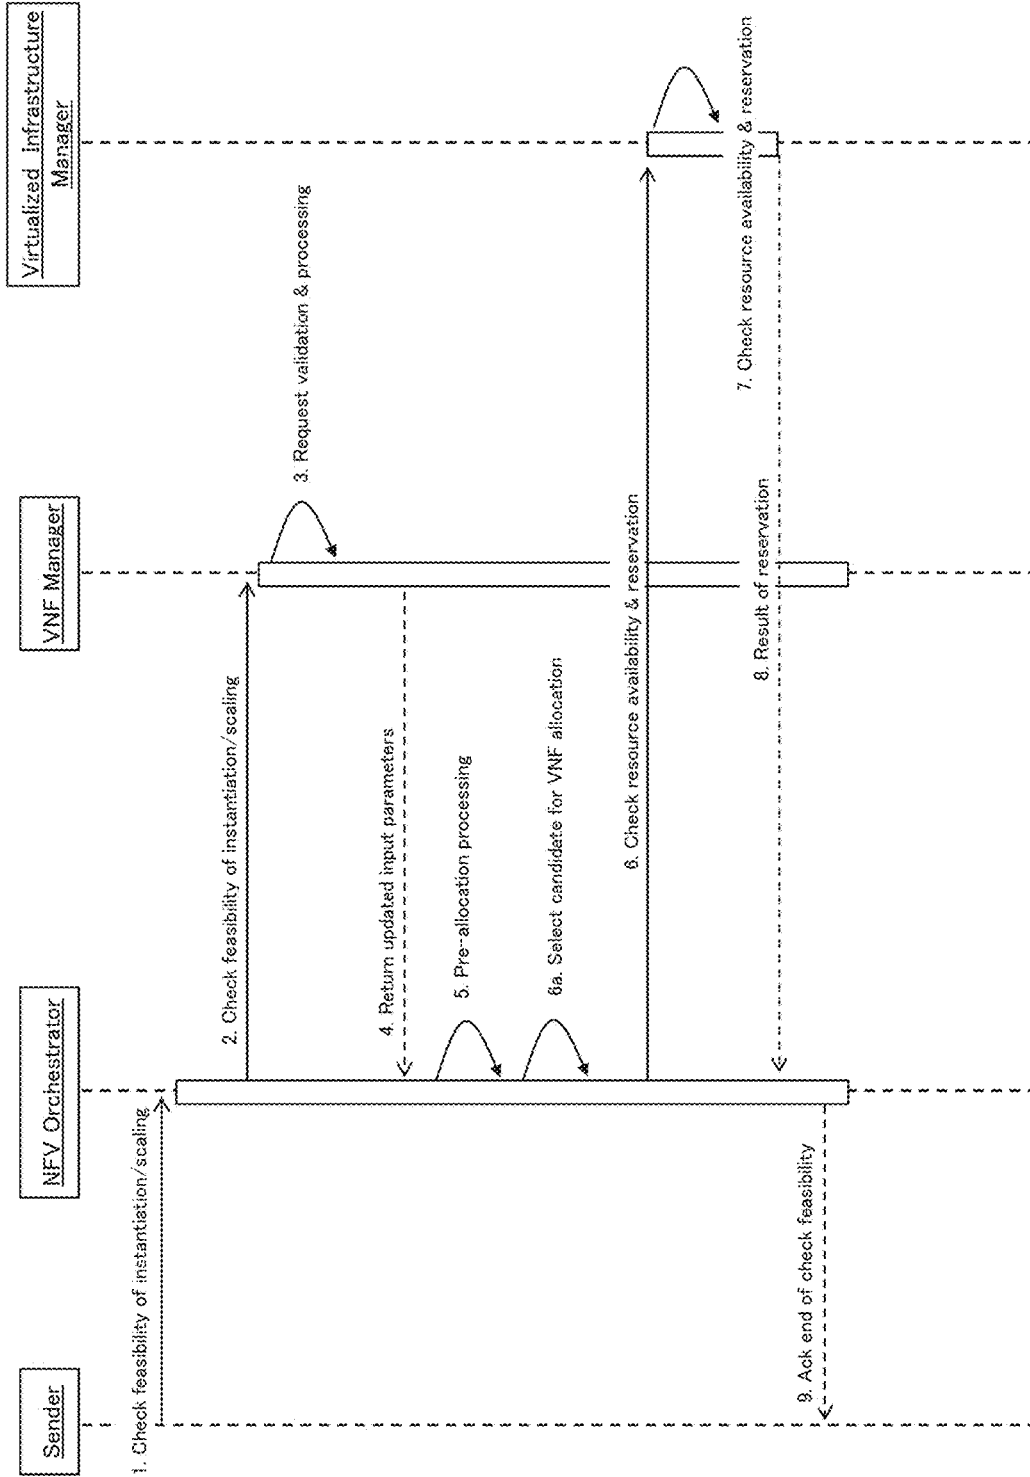 Sender
NFV Orchestrator
VNF Manager
Virtualized Infrastructure
Manager
1. Check feasibility of instantiation/scaling
2. Check feasibility of instantiation/scaling
3. Request validation & processing
4. Return updated input parameters
5. Pre-allocation processing
6a. Select candidate for VNF allocation
6. Check resource availability & reservation
7. Check resource availability & reservation
8. Result of reservation
9. Ack end of check feasibility